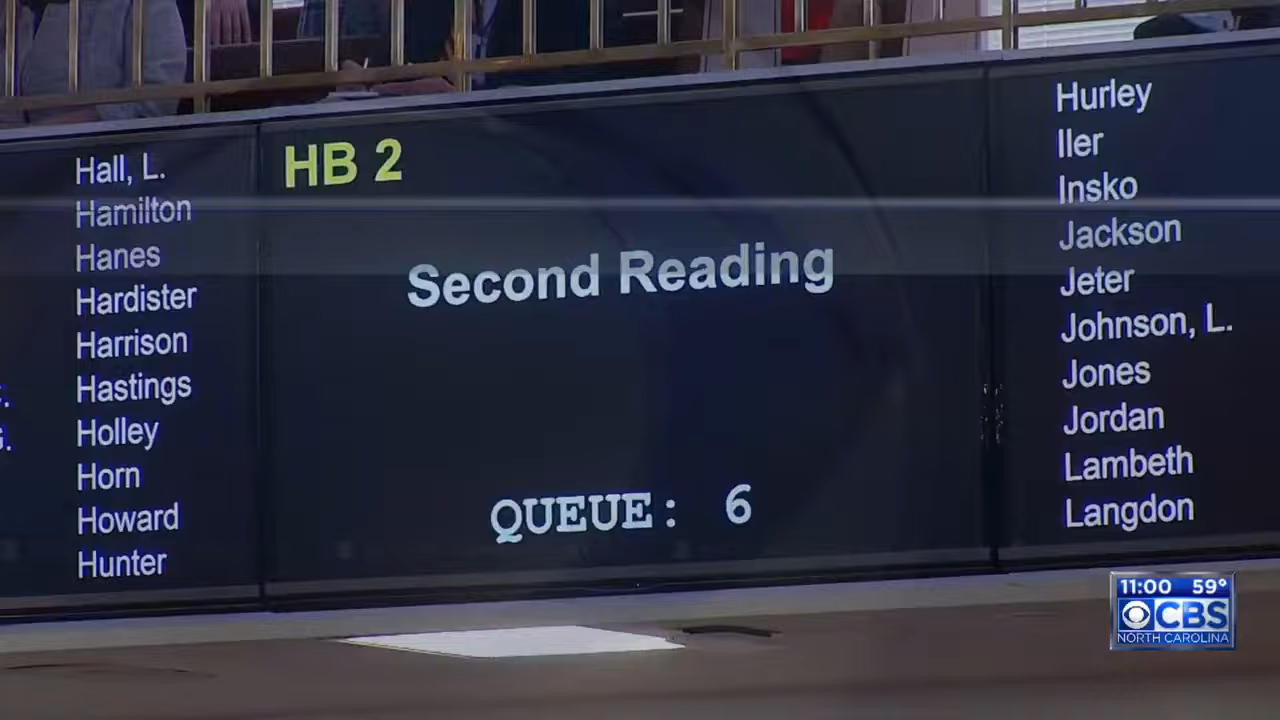 Hall, L.
Hamilton
Hanes
Hardister
Harrison
Hastings
Holley
Horn
Howard
Hunter
HB 2
Second Reading
QUEUE: 6
Hurley
Iler
Insko
Jackson
Jeter
Johnson, L.
Jones
Jordan
Lambeth
Langdon
11:00 59°
CBS
NORTH CAROLINA